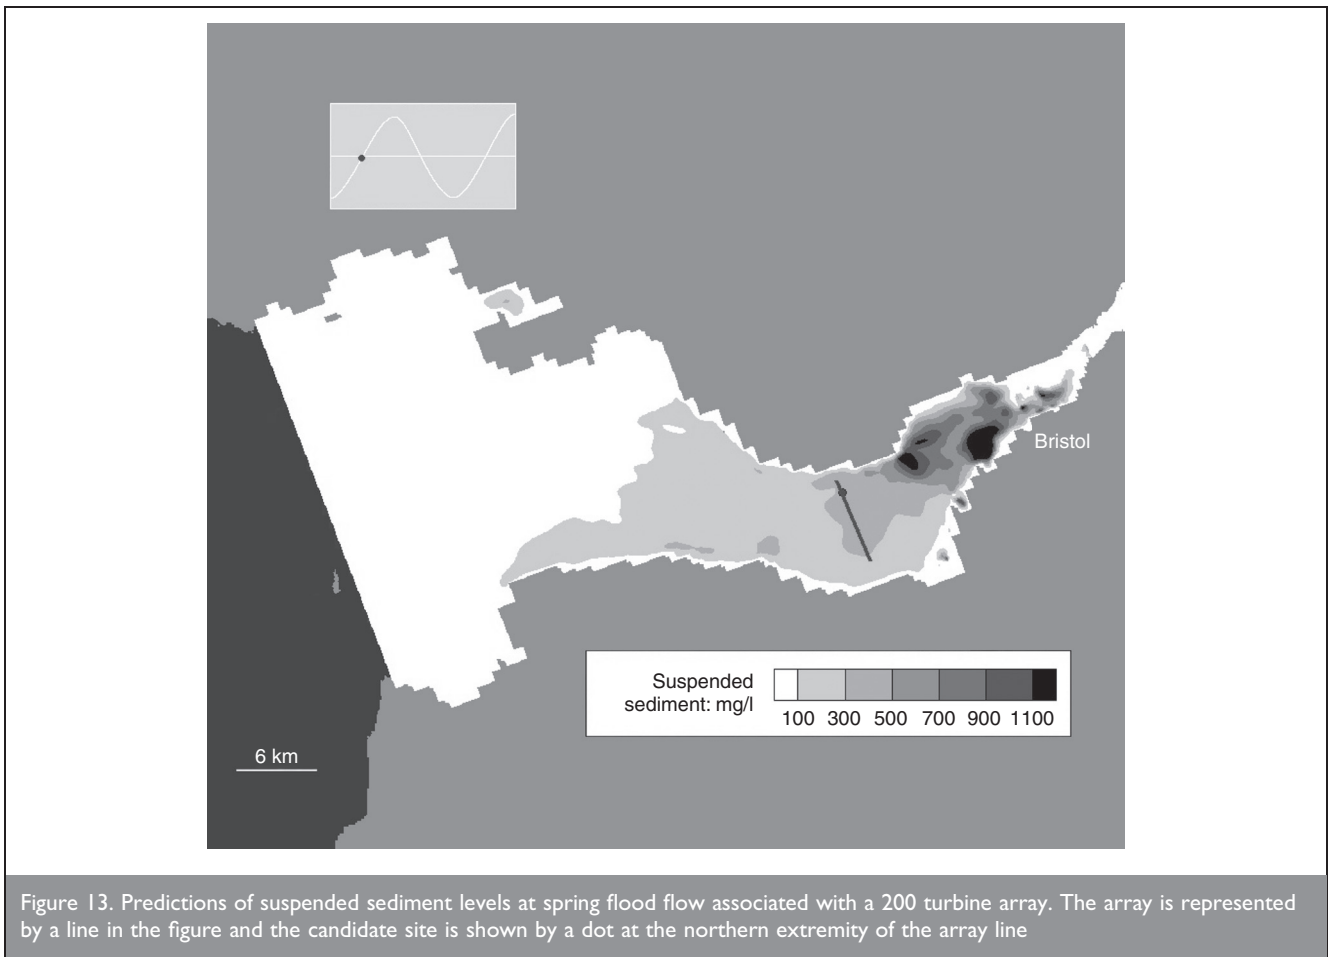 Bristol
Suspended
sediment: mg/l
100 300 500 700 900 1100
6 km
Figure 13. Predictions of suspended sediment levels at spring flood flow associated with a 200 turbine array. The array is represented
by a line in the figure and the candidate site is shown by a dot at the northern extremity of the array line